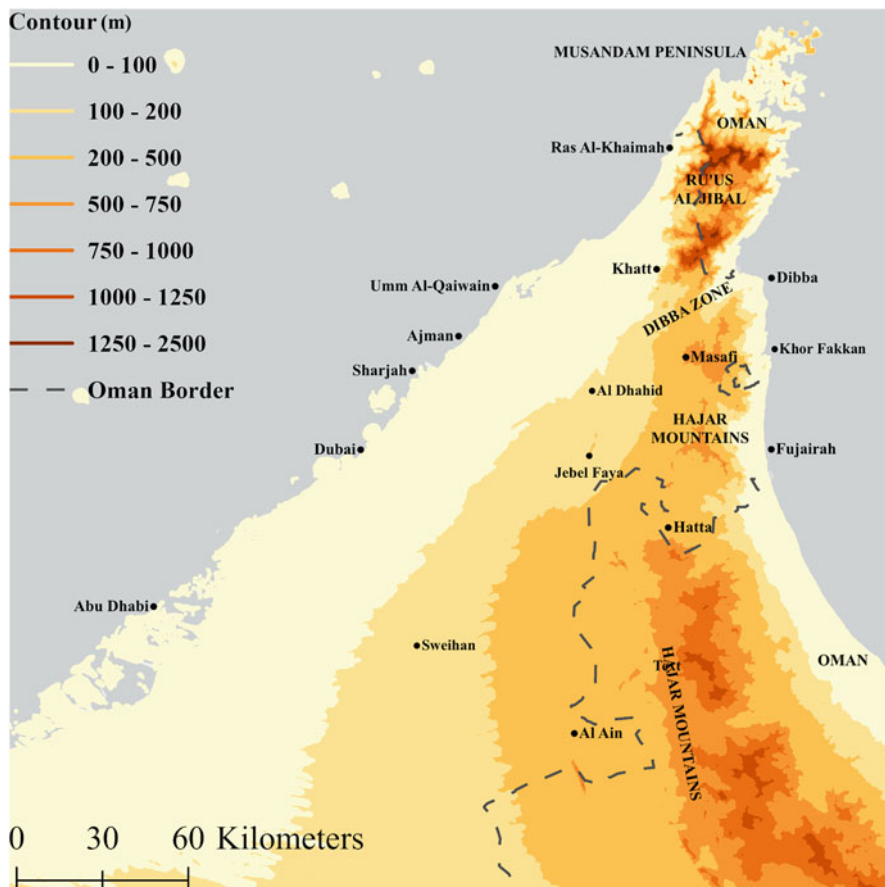 Contour (m)
0 - 100
100 - 200
200 - 500
500 - 750
750 - 1000
1000 - 1250
1250 - 2500
Oman Border
MUSANDAM PENINSULA
OMAN
Ras Al-Khaimah
RU'US
AL JIBAL
Khatt
Dibba
Umm Al-Qaiwain
DIBBA ZONE
Ajman
Khor Fakkan
Masafi
Sharjah
Al Dhahid
HAJAR
MOUNTAINS
Dubai
Fujairah
Jebel Faya
Hatta
Abu Dhabi
Sweihan
OMAN
Text
HAJAR MOUNTAINS
Al Ain
0 30 60 Kilometers